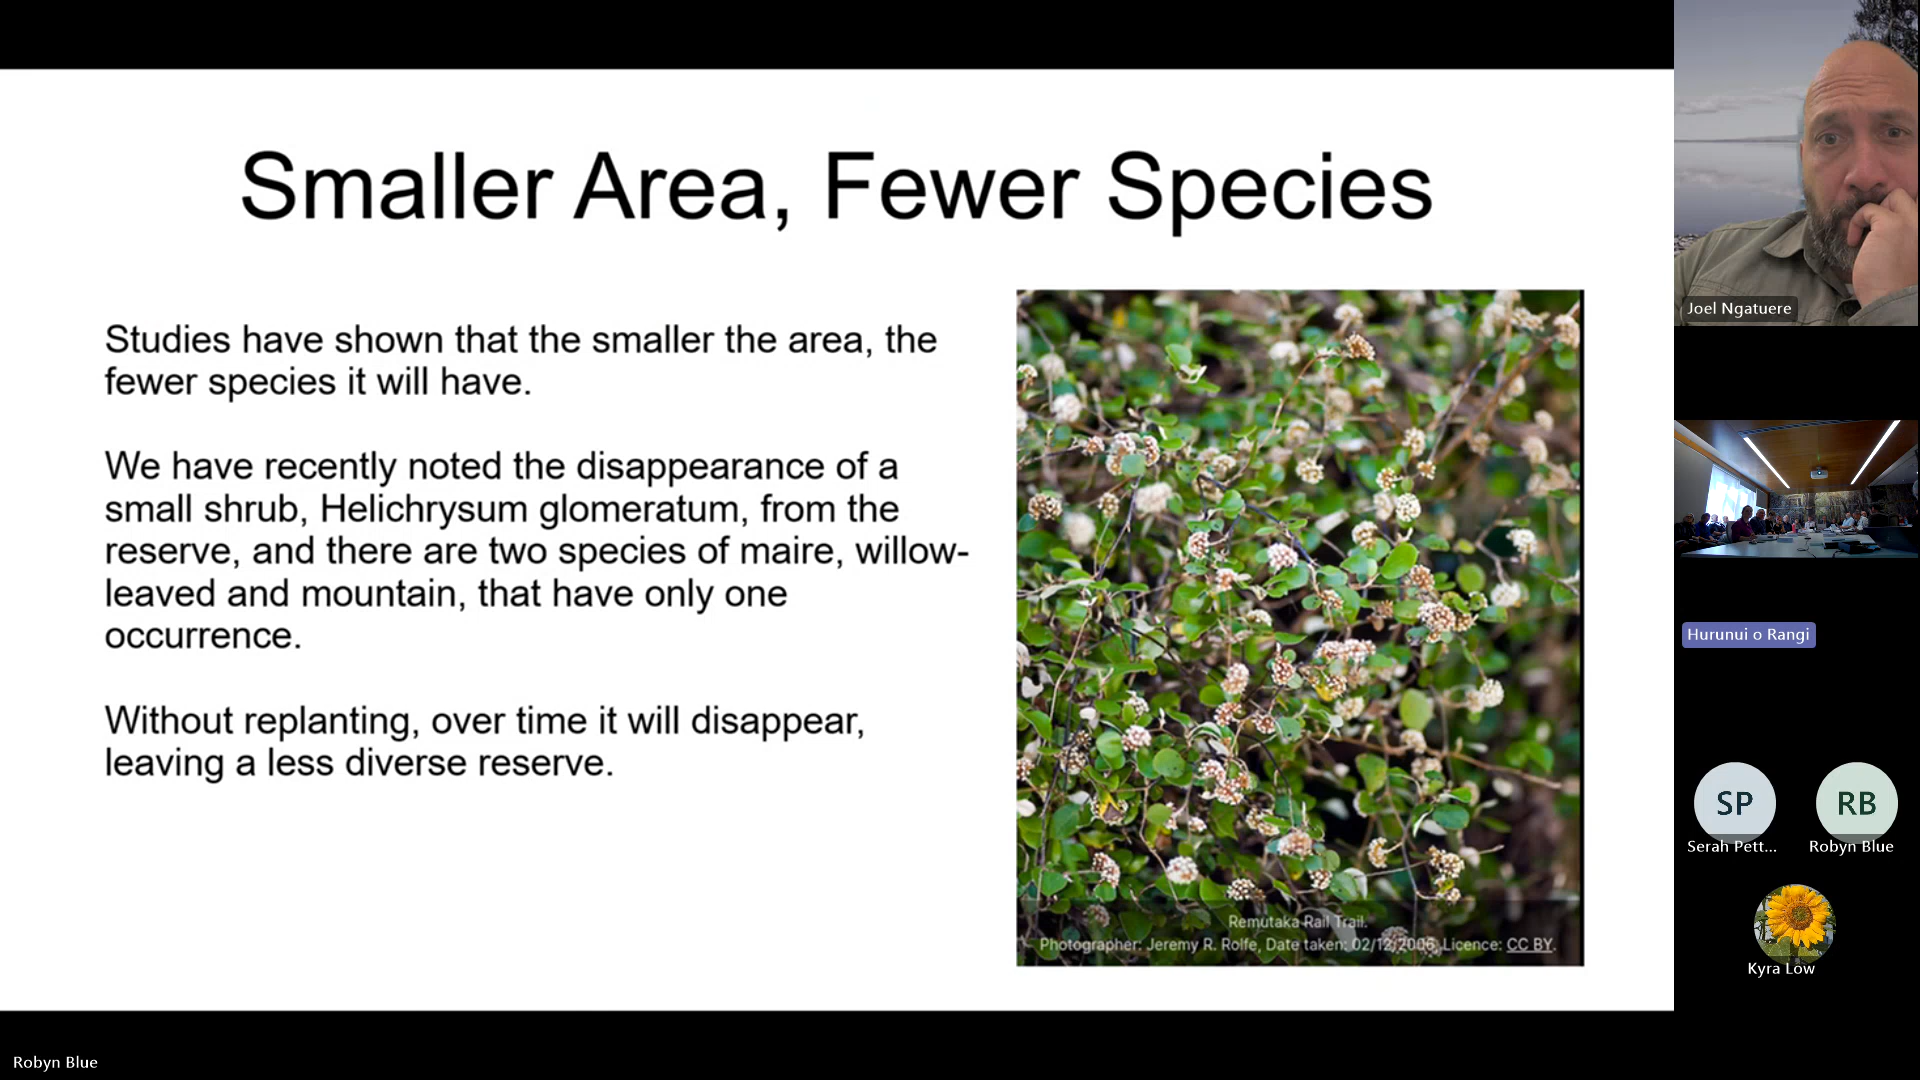 Smaller Area, Fewer Species
Studies have shown that the smaller the area, the
fewer species it will have.
We have recently noted the disappearance of a
small shrub, Helichrysum glomeratum, from the
reserve, and there are two species of maire, willow-
leaved and mountain, that have only one
occurrence.
Without replanting, over time it will disappear,
leaving a less diverse reserve.
Remutaka Rail Trail.
Photographer: Jeremy R. Rolfe, Date taken: 02/12/2006, Licence: CC BY.
Joel Ngatuere
Hurunui o Rangi
SP
Serah Pett...
RB
Robyn Blue
Kyra Low
Robyn Blue